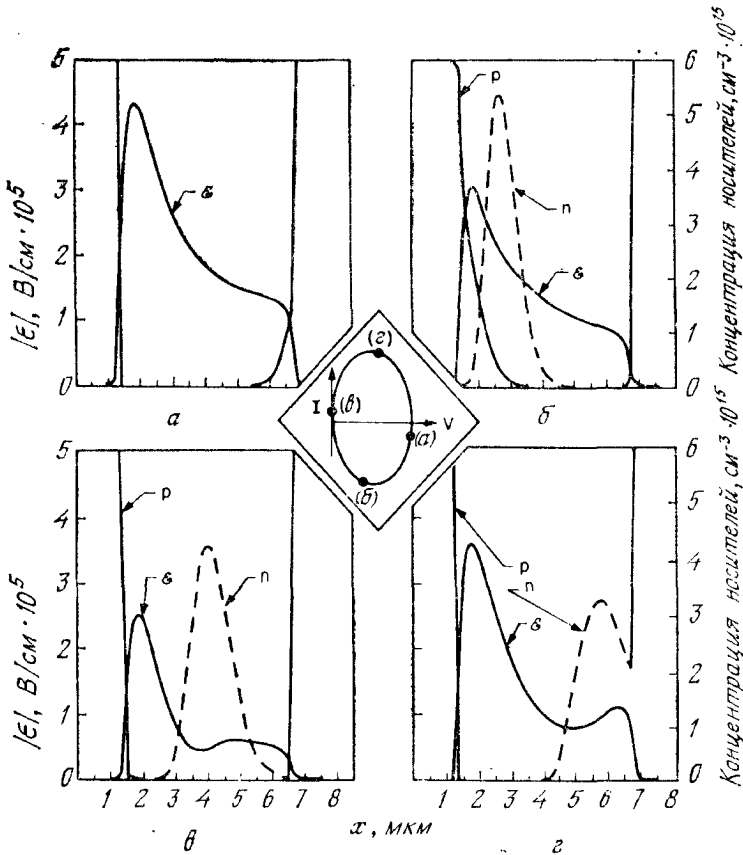 5
4
3
2
1
0
|ε|, В/см · 10⁵
ℰ
а
6
5
4
3
2
1
0
Концентрация носителей, см⁻³ · 10¹⁵
p
n
ℰ
б
I
V
(а)
(б)
(в)
(г)
5
4
3
2
1
0
|ε|, В/см · 10⁵
p
ℰ
n
1 2 3 4 5 6 7 8
в
6
5
4
3
2
1
0
Концентрация носителей, см⁻³ · 10¹⁵
p
n
ℰ
1 2 3 4 5 6 7 8
г
x, мкм